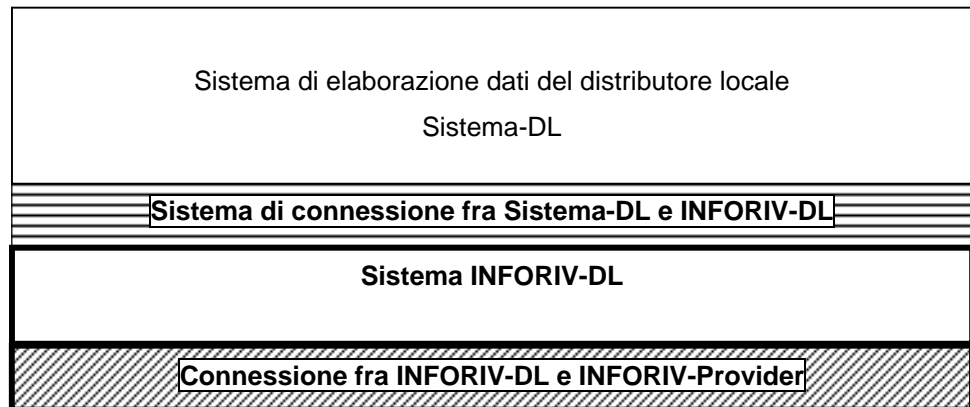 Sistema di elaborazione dati del distributore locale
Sistema-DL
Sistema di connessione fra Sistema-DL e INFORIV-DL
Sistema INFORIV-DL
Connessione fra INFORIV-DL e INFORIV-Provider